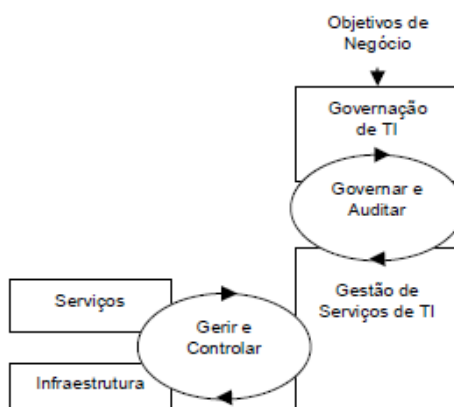 Objetivos de
Negócio
Governação
de TI
Governar e
Auditar
Gestão de
Serviços de TI
Serviços
Gerir e
Controlar
Infraestrutura